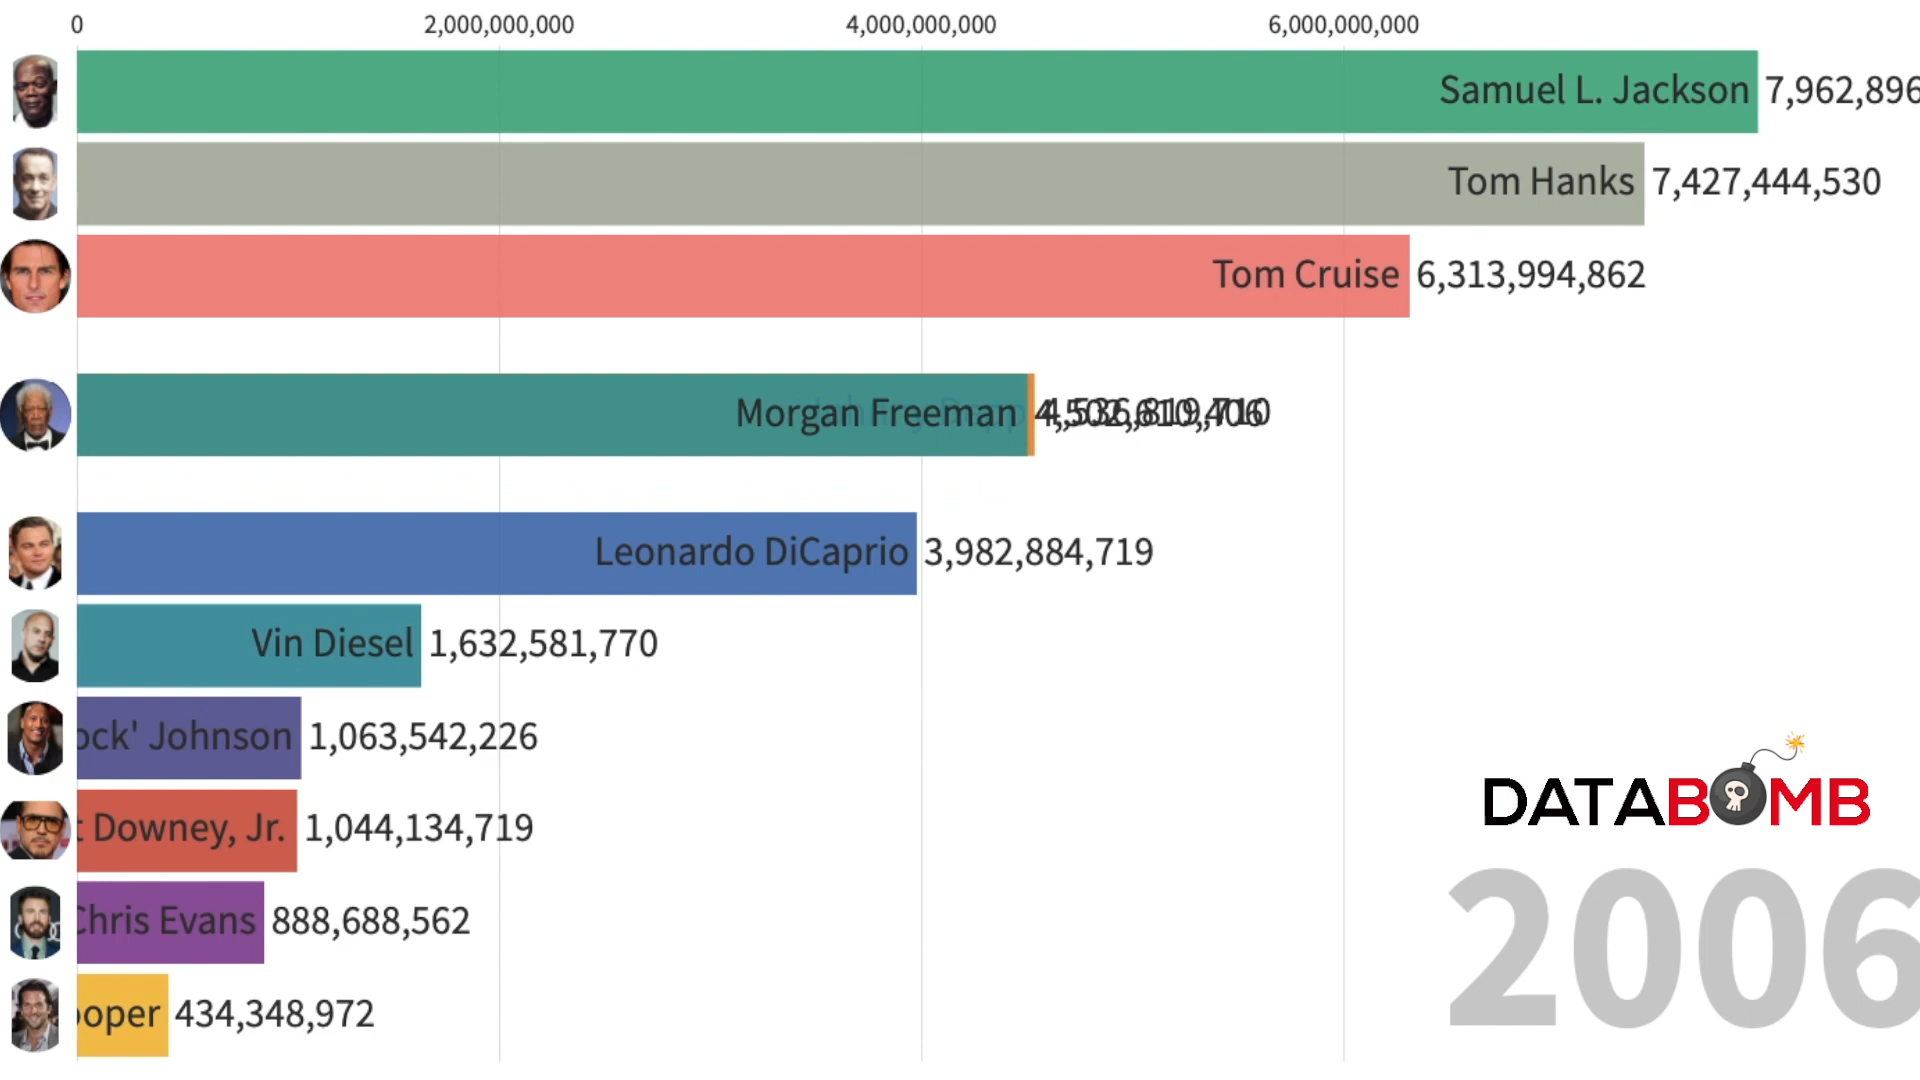 0 2,000,000,000 4,000,000,000 6,000,000,000
Samuel L. Jackson 7,962,896
Tom Hanks 7,427,444,530
Tom Cruise 6,313,994,862
Morgan Freeman
Leonardo DiCaprio 3,982,884,719
Vin Diesel 1,632,581,770
ock' Johnson 1,063,542,226
t Downey, Jr. 1,044,134,719
Chris Evans 888,688,562
ooper 434,348,972
DATABOMB
2006